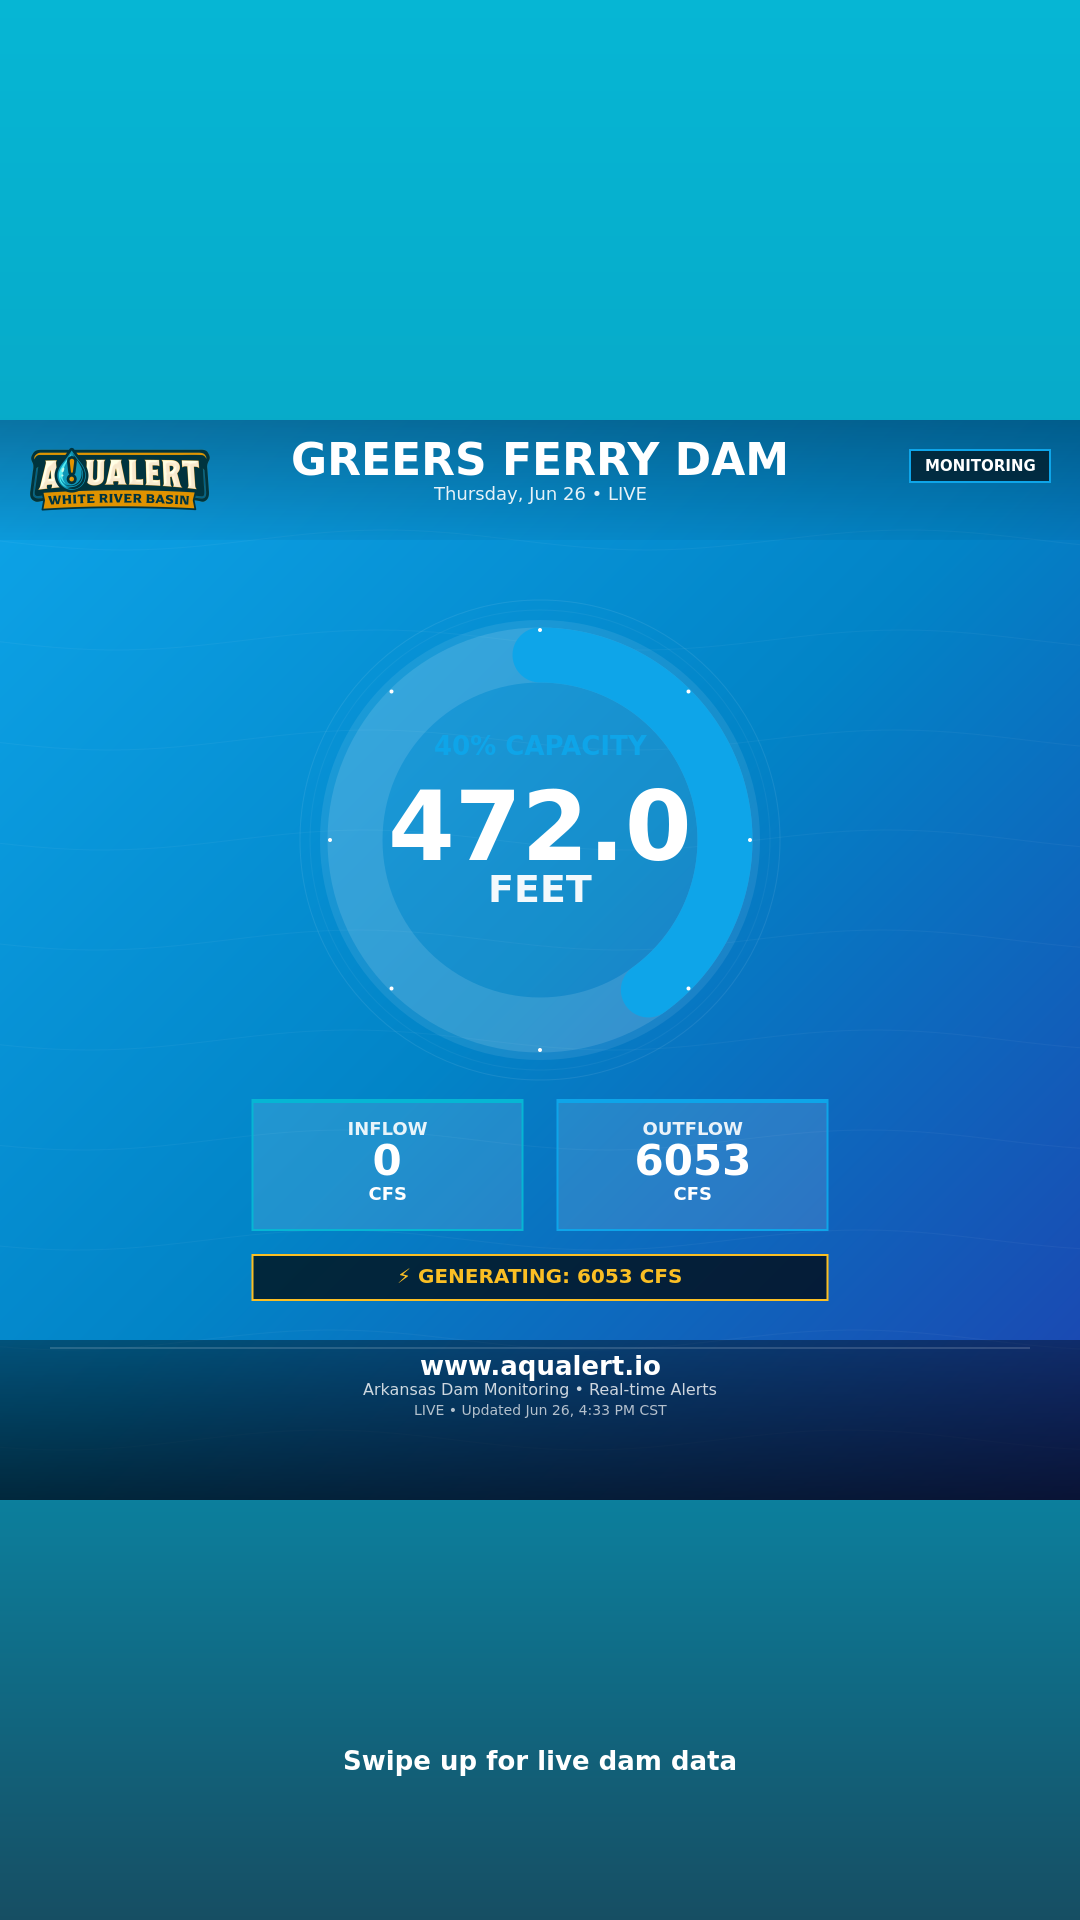 AQUALERT
WHITE RIVER BASIN
GREERS FERRY DAM
Thursday, Jun 26 • LIVE
MONITORING
40% CAPACITY
472.0
FEET
INFLOW
0
CFS
OUTFLOW
6053
CFS
⚡ GENERATING: 6053 CFS
www.aqualert.io
Arkansas Dam Monitoring • Real-time Alerts
LIVE • Updated Jun 26, 4:33 PM CST
Swipe up for live dam data